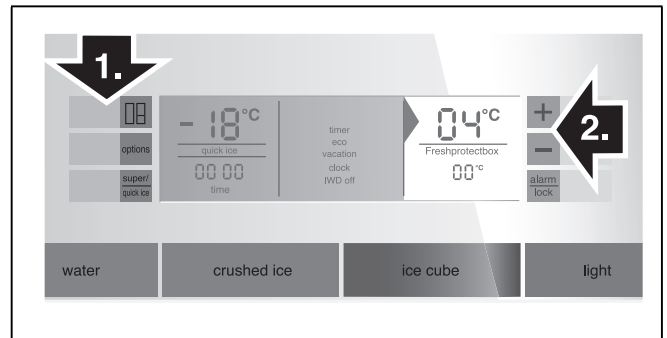 1.
options
super/
quick ice
- 18°C
quick ice
00 00
time
timer
eco
vacation
clock
IWD off
04°C
Freshprotectbox
00°C
+
-
2.
alarm
lock
water
crushed ice
ice cube
light